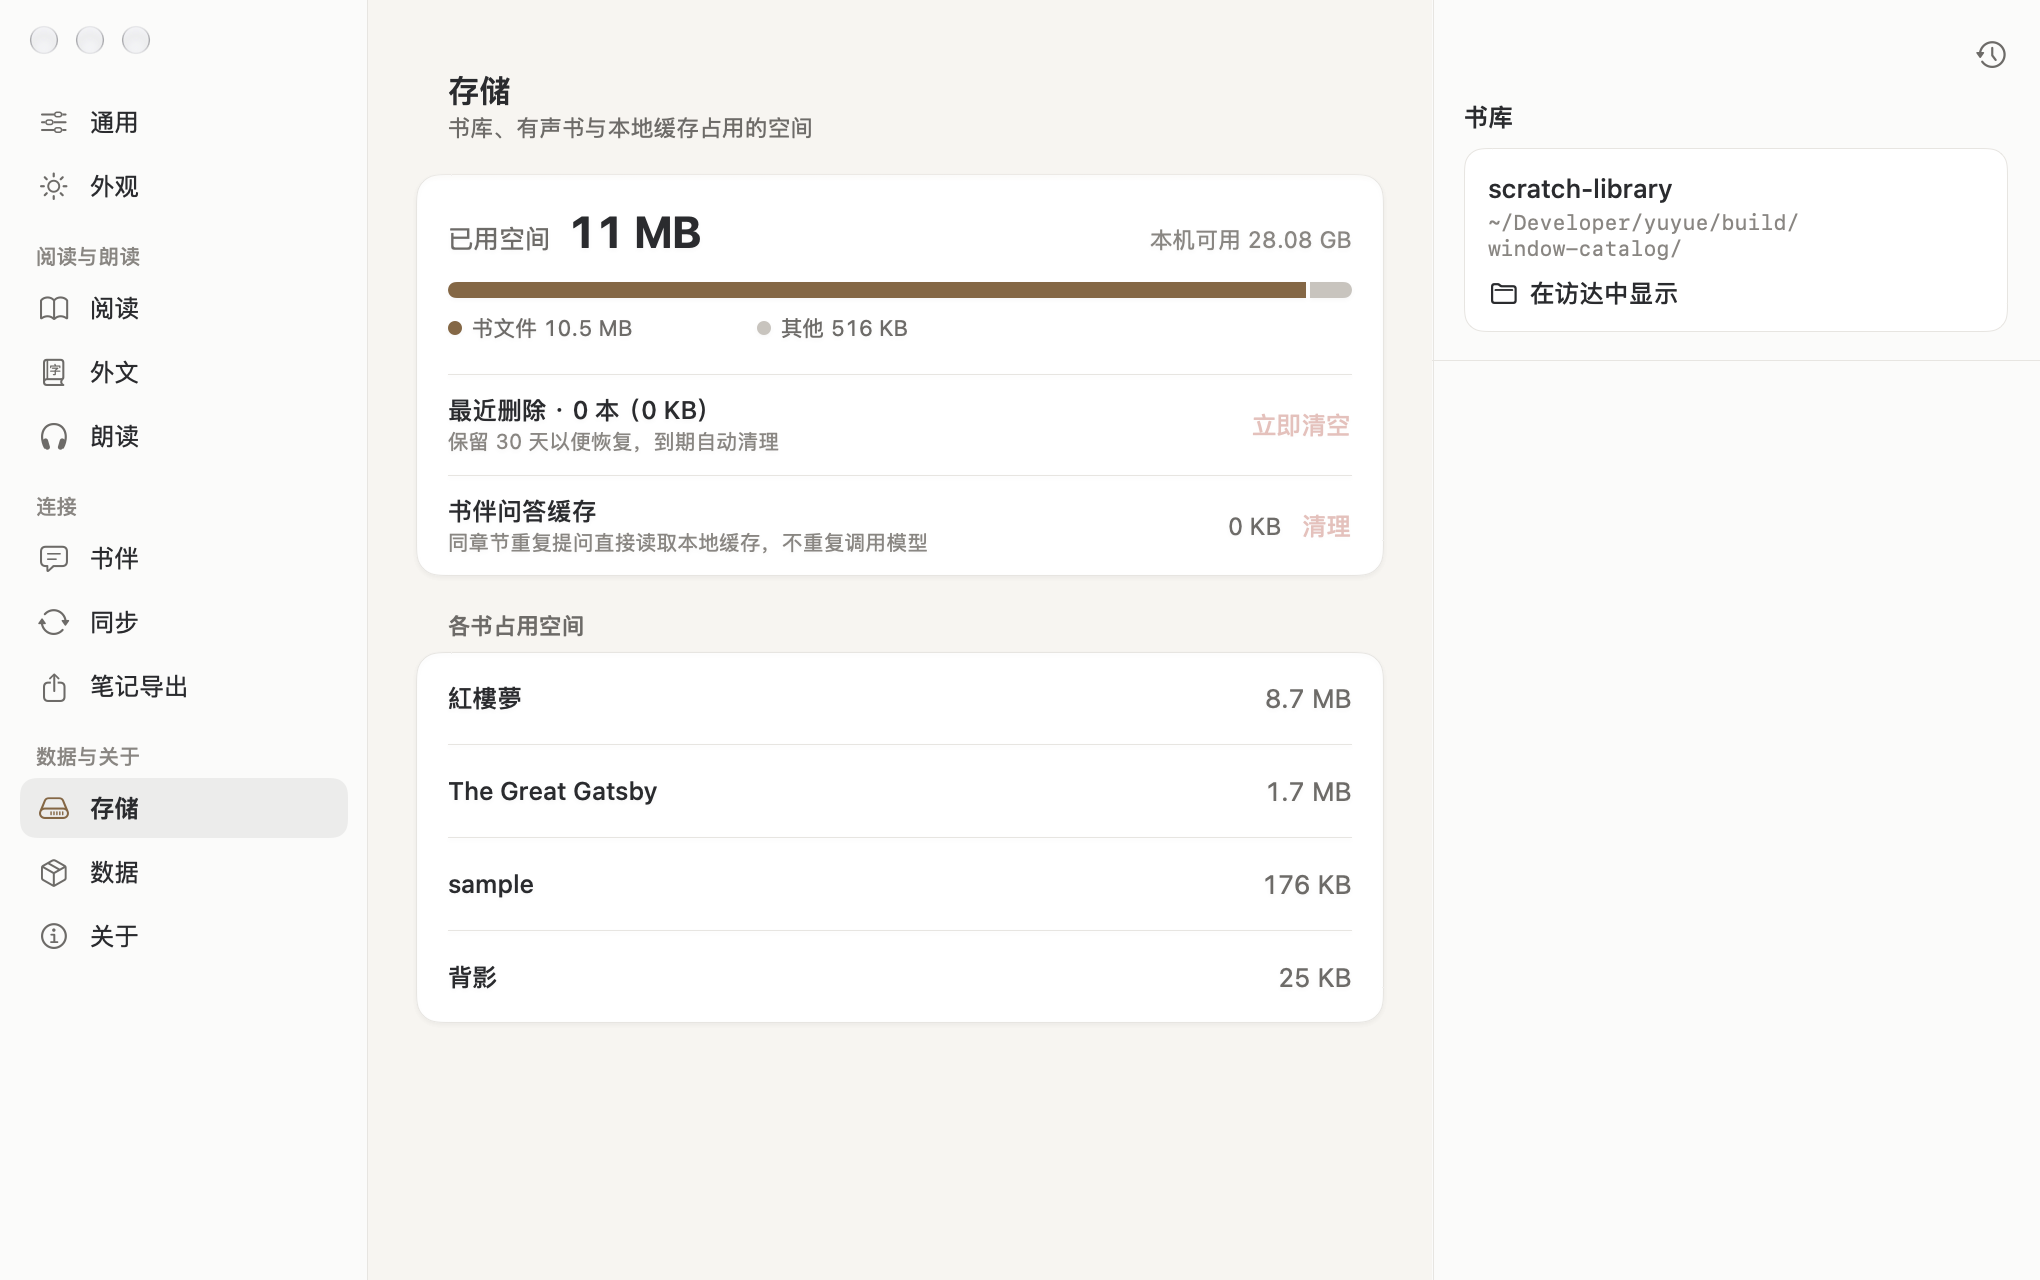 通用
外观
阅读与朗读
阅读
外文
朗读
连接
书伴
同步
笔记导出
数据与关于
存储
数据
关于
存储
书库、有声书与本地缓存占用的空间
已用空间 11 MB
本机可用 28.08 GB
书文件 10.5 MB
其他 516 KB
最近删除 · 0 本（0 KB）
保留 30 天以便恢复，到期自动清理
立即清空
书伴问答缓存
同章节重复提问直接读取本地缓存，不重复调用模型
0 KB 清理
各书占用空间
紅樓夢 8.7 MB
The Great Gatsby 1.7 MB
sample 176 KB
背影 25 KB
书库
scratch-library
~/Developer/yuyue/build/
window-catalog/
在访达中显示